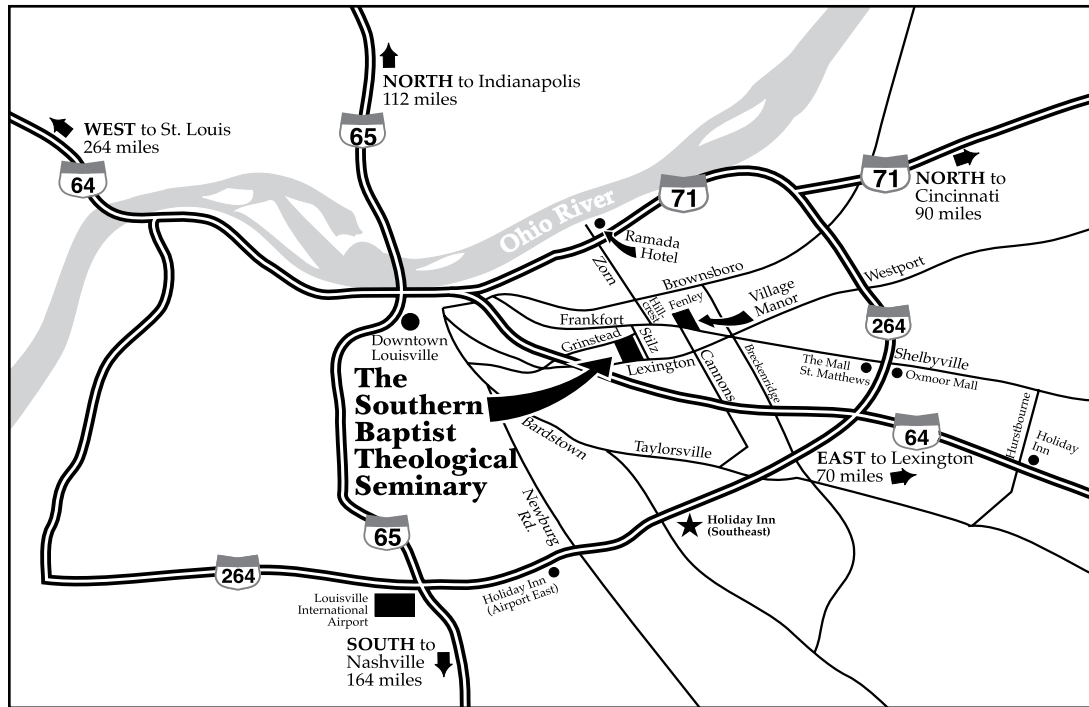 NORTH to Indianapolis
112 miles
65
WEST to St. Louis
264 miles
64
71
71
NORTH to
Cincinnati
90 miles
Ohio River
Ramada
Hotel
Zorn
Brownsboro
Westport
Hill-
crest
Fenley
Village
Manor
Frankfort
Grinstead
Stilz
Lexington
Cannons
Breckenridge
264
Shelbyville
The Mall
St. Matthews
Oxmoor Mall
Downtown
Louisville
The
Southern
Baptist
Theological
Seminary
Bardstown
Taylorsville
64
Hurstbourne
Holiday
Inn
EAST to Lexington
70 miles
Newburg
Rd.
Holiday Inn
(Southeast)
65
264
Holiday Inn
(Airport East)
Louisville
International
Airport
SOUTH to
Nashville
164 miles